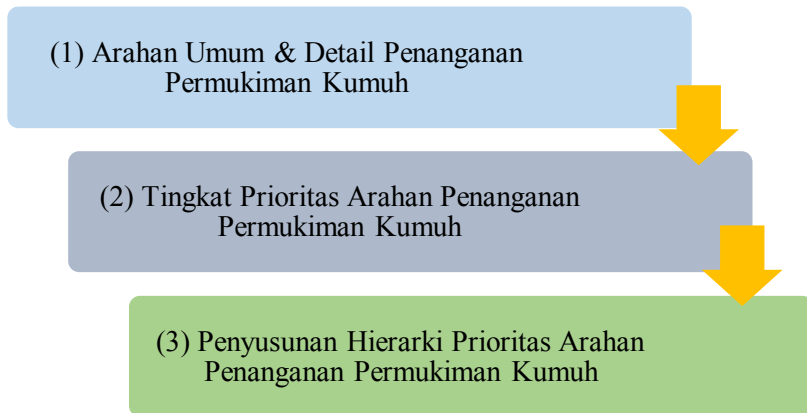 (1) Arahan Umum & Detail Penanganan
Permukiman Kumuh
(2) Tingkat Prioritas Arahan Penanganan
Permukiman Kumuh
(3) Penyusunan Hierarki Prioritas Arahan
Penanganan Permukiman Kumuh